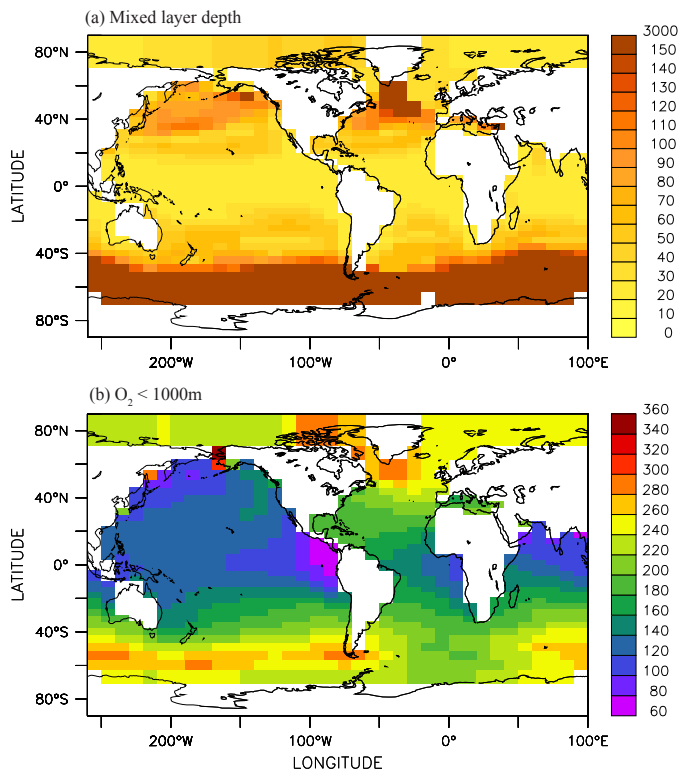 (a) Mixed layer depth
80°N
40°N
0°
40°S
80°S
LATITUDE
200°W
100°W
0°
100°E
3000
150
140
130
120
110
100
90
80
70
60
50
40
30
20
10
0
(b) O₂ < 1000m
80°N
40°N
0°
40°S
80°S
LATITUDE
200°W
100°W
0°
100°E
LONGITUDE
360
340
320
300
280
260
240
220
200
180
160
140
120
100
80
60